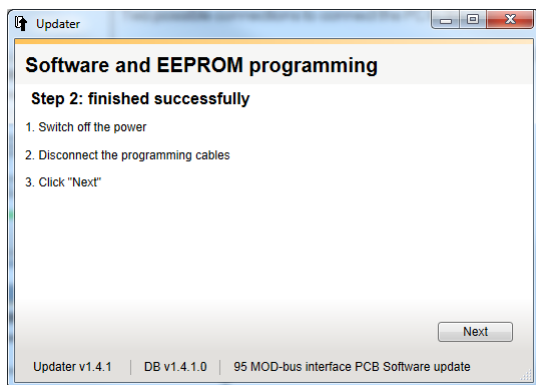 Updater
Software and EEPROM programming
Step 2: finished successfully
1. Switch off the power
2. Disconnect the programming cables
3. Click "Next"
Next
Updater v1.4.1 DB v1.4.1.0 95 MOD-bus interface PCB Software update